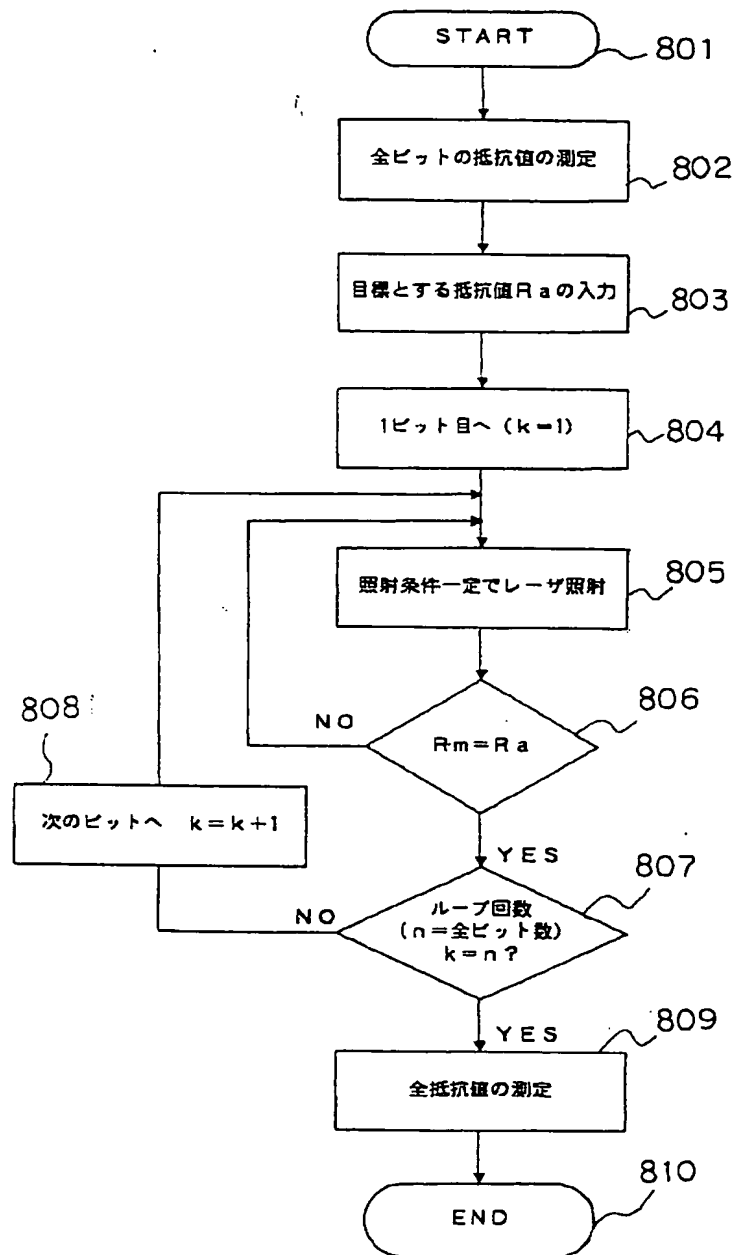 START
801
全ビットの抵抗値の測定
802
目標とする抵抗値Raの入力
803
1ビット目へ (k=1)
804
照射条件一定でレーザ照射
805
Rm=Ra
806
NO
YES
808
次のビットへ k=k+1
ループ回数
(n=全ビット数)
k=n?
807
NO
YES
全抵抗値の測定
809
END
810